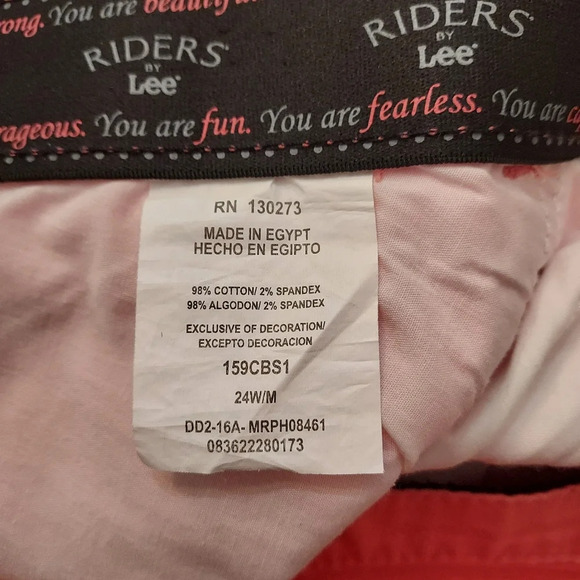 rong. You are beautif
RIDERS
BY
Lee
RIDERS
BY
Lee
rageous. You are fun. You are fearless. You are
RN 130273
MADE IN EGYPT
HECHO EN EGIPTO
98% COTTON/ 2% SPANDEX
98% ALGODON/ 2% SPANDEX
EXCLUSIVE OF DECORATION/
EXCEPTO DECORACION
159CBS1
24W/M
DD2-16A- MRPH08461
083622280173